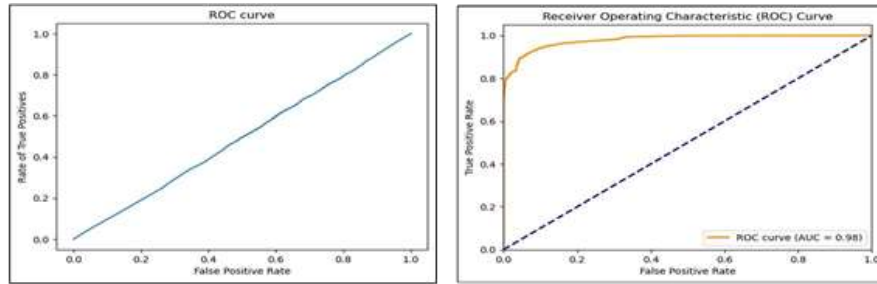 ROC curve
Rate of True Positives
1.0
0.8
0.6
0.4
0.2
0.0
0.0 0.2 0.4 0.6 0.8 1.0
False Positive Rate
Receiver Operating Characteristic (ROC) Curve
True Positive Rate
1.0
0.8
0.6
0.4
0.2
0.0
ROC curve (AUC = 0.98)
0.0 0.2 0.4 0.6 0.8 1.0
False Positive Rate